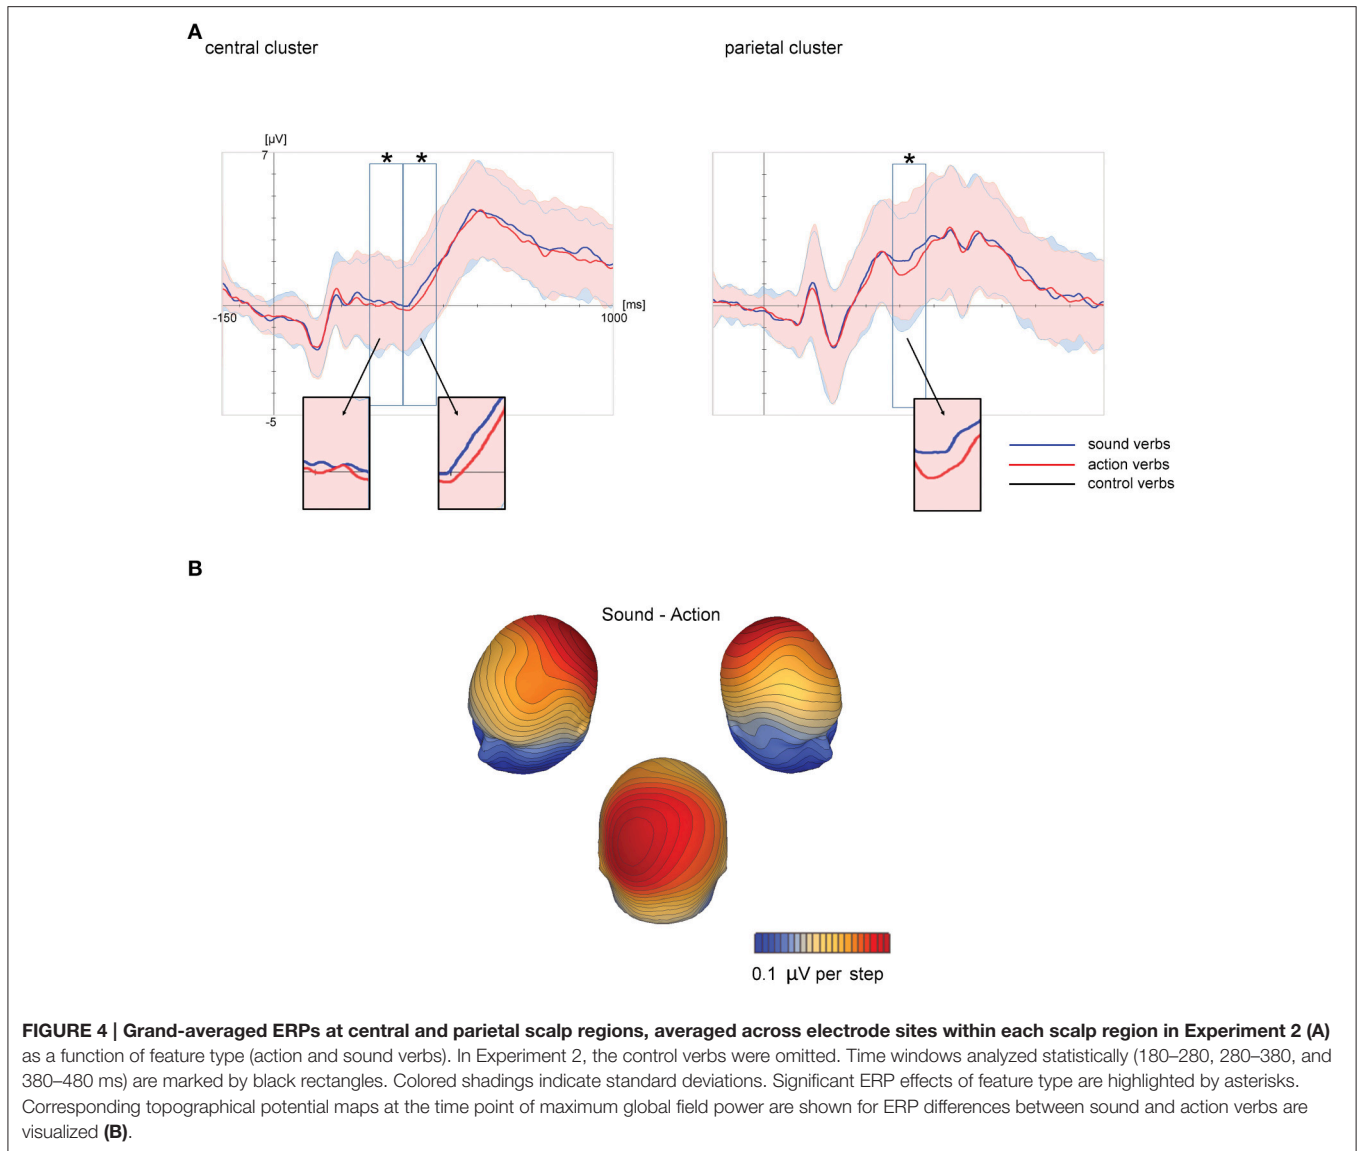 A
central cluster
parietal cluster
[µV]
7
*
*
*
-150
[ms]
1000
-5
sound verbs
action verbs
control verbs
B
Sound - Action
0.1 µV per step
FIGURE 4 | Grand-averaged ERPs at central and parietal scalp regions, averaged across electrode sites within each scalp region in Experiment 2 (A)
as a function of feature type (action and sound verbs). In Experiment 2, the control verbs were omitted. Time windows analyzed statistically (180–280, 280–380, and
380–480 ms) are marked by black rectangles. Colored shadings indicate standard deviations. Significant ERP effects of feature type are highlighted by asterisks.
Corresponding topographical potential maps at the time point of maximum global field power are shown for ERP differences between sound and action verbs are
visualized (B).